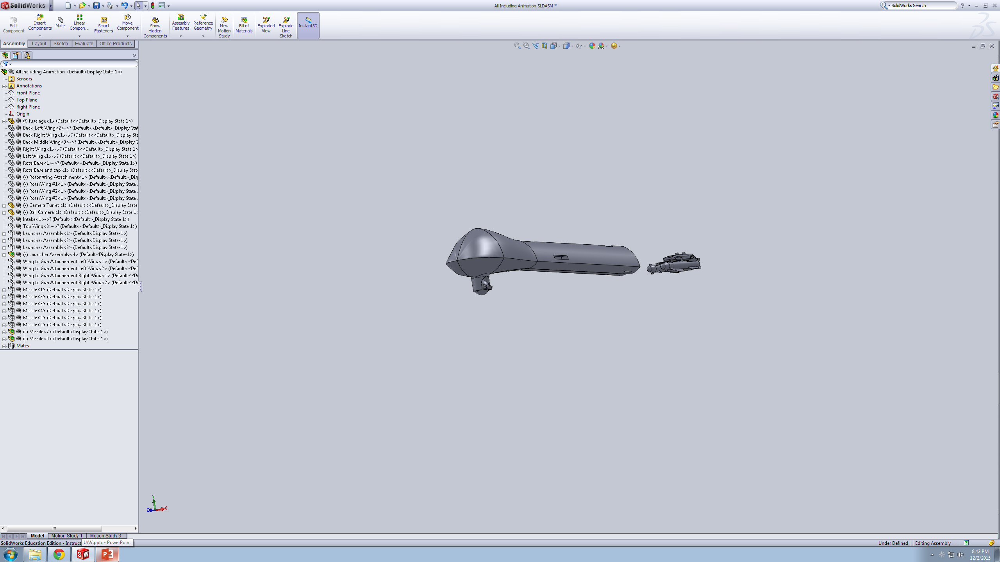 SolidWorks
All Including Animation.SLDASM *
SolidWorks Search
Edit Component
Insert Components
Mate
Linear Compon...
Smart Fasteners
Move Component
Show Hidden Components
Assembly Features
Reference Geometry
New Motion Study
Bill of Materials
Exploded View
Explode Line Sketch
Instant3D
Assembly Layout Sketch Evaluate Office Products
All Including Animation (Default<Display State-1>)
Sensors
Annotations
Front Plane
Top Plane
Right Plane
Origin
(f) fuselage<1> (Default<<Default>_Display State 1>)
Back_Left_Wing<2>->? (Default<<Default>_Display Stat
Back Right Wing<1>->? (Default<<Default>_Display Sta
Back Middle Wing<3>->? (Default<<Default>_Display S
Right Wing<1>->? (Default<<Default>_Display State 1>
Left Wing<1>->? (Default<<Default>_Display State 1>)
RotarBase<1>->? (Default<<Default>_Display State 1>)
RotarBase end cap<1> (Default<<Default>_Display Stat
(-) Rotor Wing Attachment<1> (Default<<Default>_Disp
(-) RotarWing #1<1> (Default<<Default>_Display State
(-) RotarWing #2<1> (Default<<Default>_Display State
(-) RotarWing #3<1> (Default<<Default>_Display State
(-) Camera Turret<1> (Default<<Default>_Display State
(-) Ball Camera<1> (Default<<Default>_Display State 1>
Intake<1>->? (Default<<Default>_Display State 1>)
Top Wing<3>->? (Default<<Default>_Display State 1>)
Launcher Assembly<1> (Default<Display State-1>)
Launcher Assembly<2> (Default<Display State-1>)
Launcher Assembly<3> (Default<Display State-1>)
(-) Launcher Assembly<4> (Default<Display State-1>)
Wing to Gun Attachement Left Wing<1> (Default<<Def
Wing to Gun Attachement Left Wing<2> (Default<<Def
Wing to Gun Attachement Right Wing<1> (Default<<D
Wing to Gun Attachement Right Wing<2> (Default<<D
Missile<1> (Default<Display State-1>)
Missile<2> (Default<Display State-1>)
Missile<3> (Default<Display State-1>)
Missile<4> (Default<Display State-1>)
Missile<5> (Default<Display State-1>)
Missile<6> (Default<Display State-1>)
(-) Missile<7> (Default<Display State-1>)
(-) Missile<9> (Default<Display State-1>)
Mates
Y
Z X
Model Motion Study 1 Motion Study 3
SolidWorks Education Edition - Instruct
UAV.pptx - PowerPoint
Under Defined Editing Assembly
8:42 PM
12/2/2015